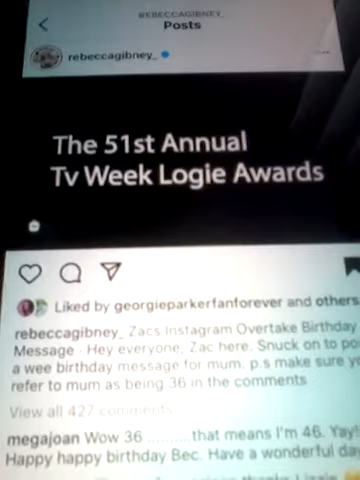 REBECCAGIBNEY_
Posts
rebeccagibney_
The 51st Annual
Tv Week Logie Awards
Liked by georgieparkerfanforever and others
rebeccagibney_ Zacs Instagram Overtake Birthday
Message - Hey everyone, Zac here. Snuck on to po
a wee birthday message for mum. p.s make sure yo
refer to mum as being 36 in the comments
View all 427 comments
megajoan Wow 36 ..........that means I'm 46. Yay!
Happy happy birthday Bec. Have a wonderful day